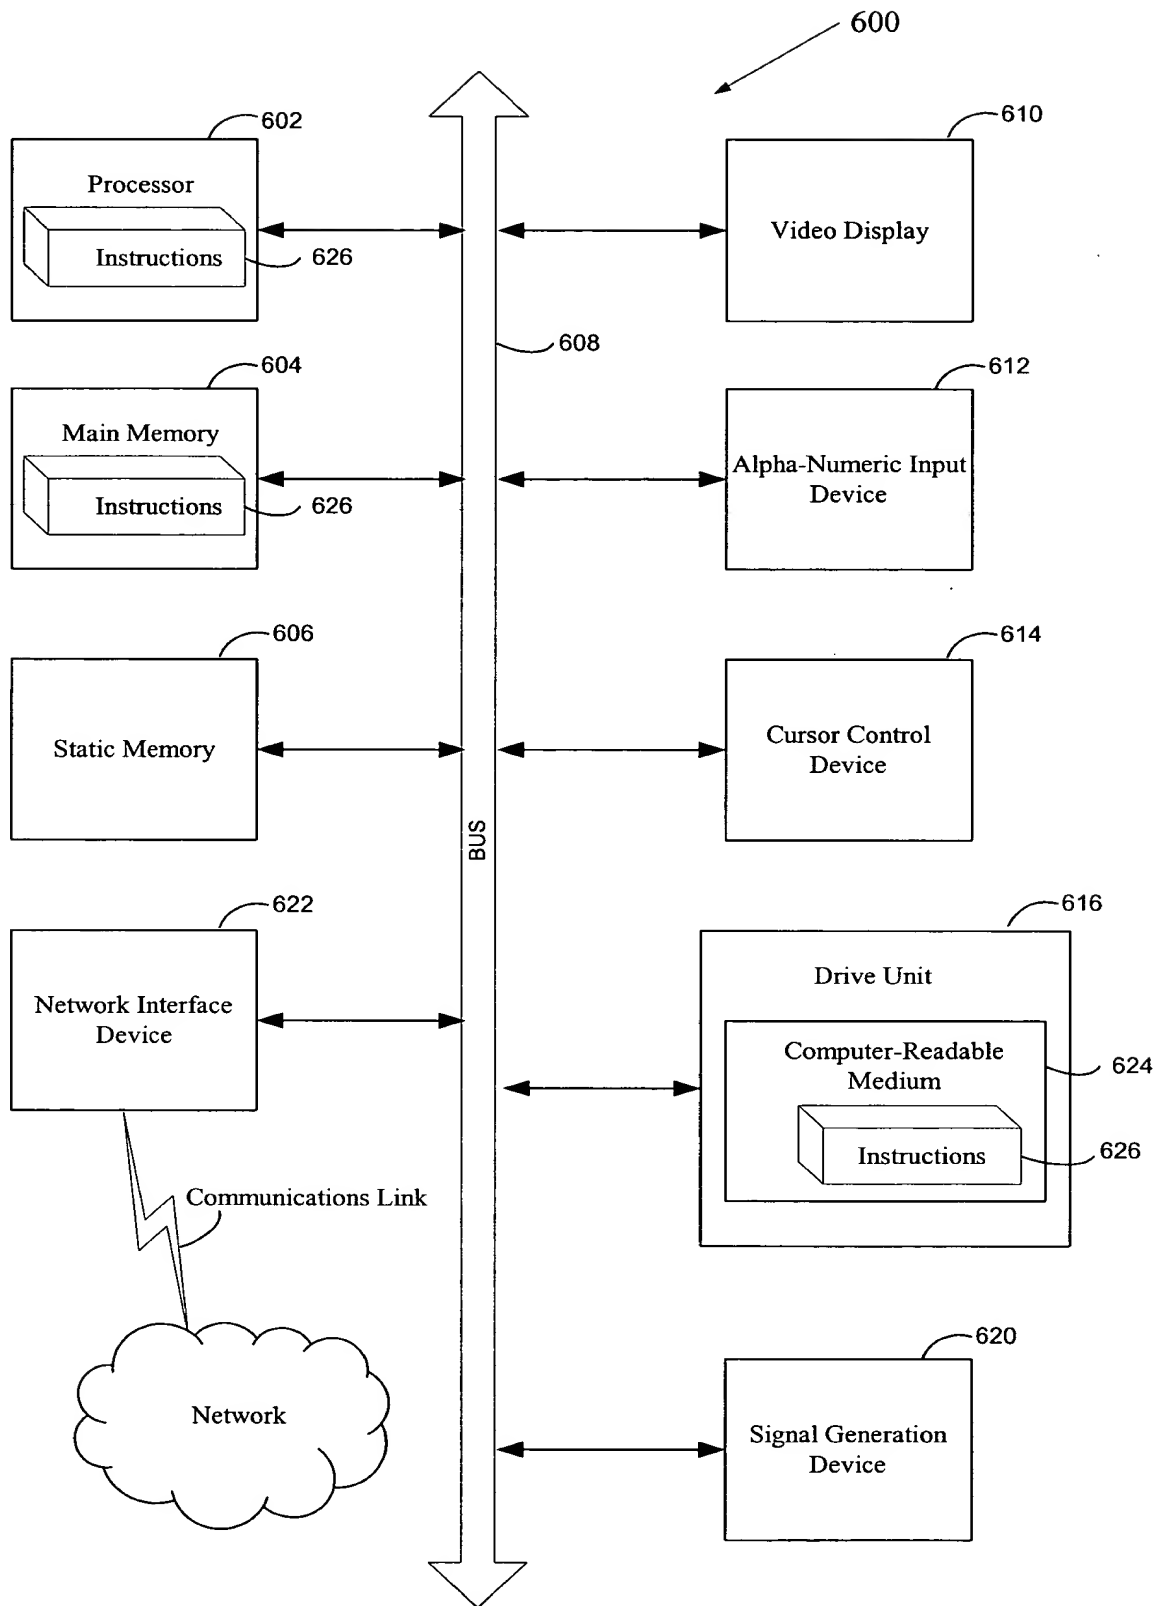 600
602
Processor
Instructions
626
604
Main Memory
Instructions
626
606
Static Memory
622
Network Interface
Device
Communications Link
Network
BUS
608
610
Video Display
612
Alpha-Numeric Input
Device
614
Cursor Control
Device
616
Drive Unit
Computer-Readable
Medium
624
Instructions
626
620
Signal Generation
Device